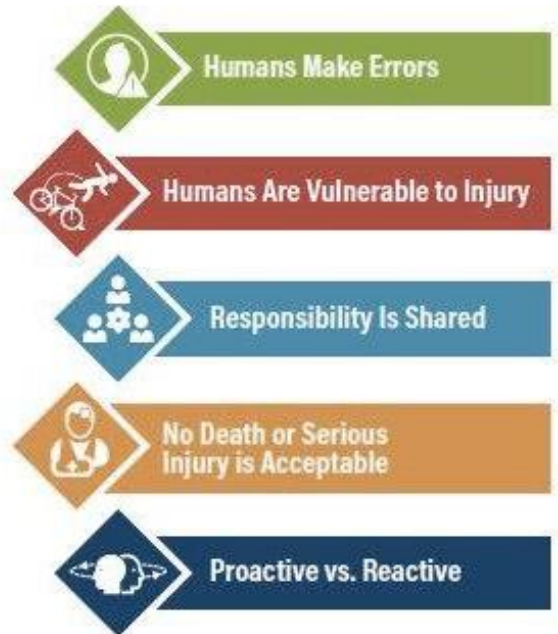 Humans Make Errors
Humans Are Vulnerable to Injury
Responsibility Is Shared
No Death or Serious
Injury is Acceptable
Proactive vs. Reactive